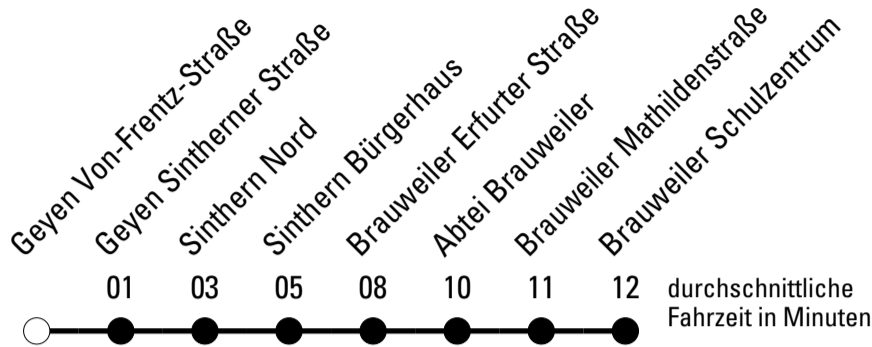 Geyen Von-Frentz-Straße
Geyen Sintherner Straße
Sinthern Nord
Sinthern Bürgerhaus
Brauweiler Erfurter Straße
Abtei Brauweiler
Brauweiler Mathildenstraße
Brauweiler Schulzentrum
01 03 05 08 10 11 12
durchschnittliche
Fahrzeit in Minuten